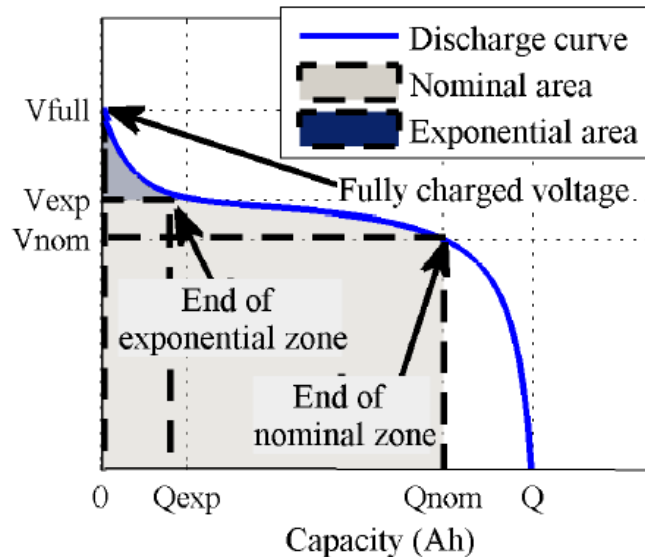 Discharge curve
Nominal area
Exponential area
Vfull
Fully charged voltage
Vexp
Vnom
End of
exponential zone
End of
nominal zone
0 Qexp Qnom Q
Capacity (Ah)